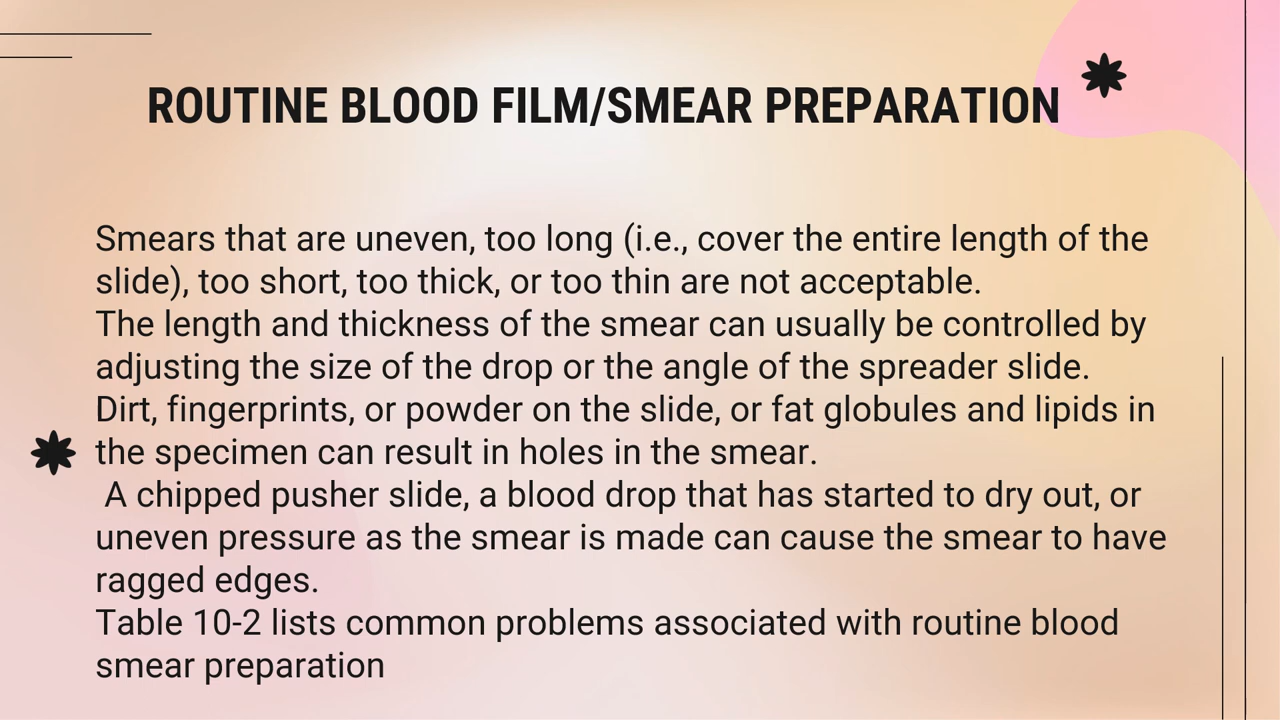 ROUTINE BLOOD FILM/SMEAR PREPARATION
Smears that are uneven, too long (i.e., cover the entire length of the
slide), too short, too thick, or too thin are not acceptable.
The length and thickness of the smear can usually be controlled by
adjusting the size of the drop or the angle of the spreader slide.
Dirt, fingerprints, or powder on the slide, or fat globules and lipids in
the specimen can result in holes in the smear.
A chipped pusher slide, a blood drop that has started to dry out, or
uneven pressure as the smear is made can cause the smear to have
ragged edges.
Table 10-2 lists common problems associated with routine blood
smear preparation